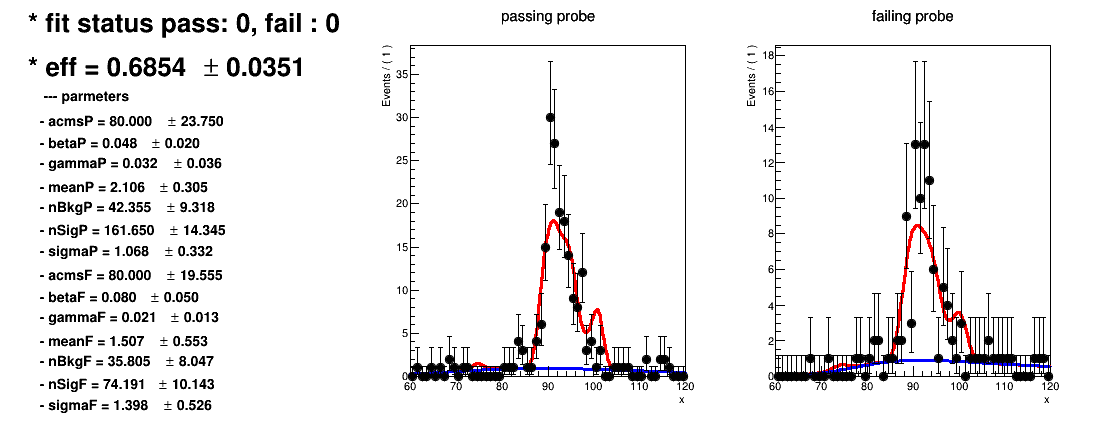 * fit status pass: 0, fail : 0
* eff = 0.6854 ± 0.0351
--- parmeters
- acmsP = 80.000 ± 23.750
- betaP = 0.048 ± 0.020
- gammaP = 0.032 ± 0.036
- meanP = 2.106 ± 0.305
- nBkgP = 42.355 ± 9.318
- nSigP = 161.650 ± 14.345
- sigmaP = 1.068 ± 0.332
- acmsF = 80.000 ± 19.555
- betaF = 0.080 ± 0.050
- gammaF = 0.021 ± 0.013
- meanF = 1.507 ± 0.553
- nBkgF = 35.805 ± 8.047
- nSigF = 74.191 ± 10.143
- sigmaF = 1.398 ± 0.526
passing probe
Events / ( 1 )
35
30
25
20
15
10
5
0
60 70 80 90 100 110 120
x
failing probe
Events / ( 1 )
18
16
14
12
10
8
6
4
2
0
60 70 80 90 100 110 120
x